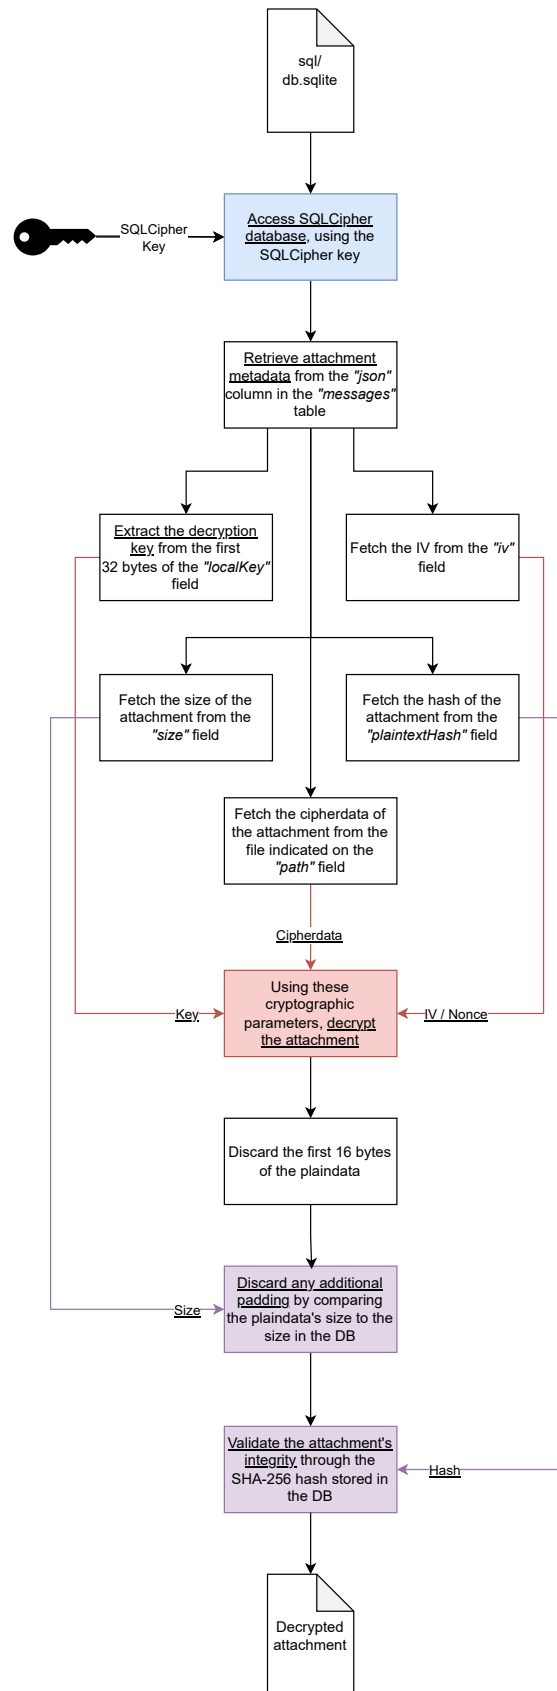 sql/
db.sqlite
SQLCipher
Key
Access SQLCipher
database, using the
SQLCipher key
Retrieve attachment
metadata from the "json"
column in the "messages"
table
Extract the decryption
key from the first
32 bytes of the "localKey"
field
Fetch the IV from the "iv"
field
Fetch the size of the
attachment from the
"size" field
Fetch the hash of the
attachment from the
"plaintextHash" field
Fetch the cipherdata of
the attachment from the
file indicated on the
"path" field
Cipherdata
Using these
cryptographic
parameters, decrypt
the attachment
Key
IV / Nonce
Discard the first 16 bytes
of the plaindata
Discard any additional
padding by comparing
the plaindata's size to the
size in the DB
Size
Validate the attachment's
integrity through the
SHA-256 hash stored in
the DB
Hash
Decrypted
attachment